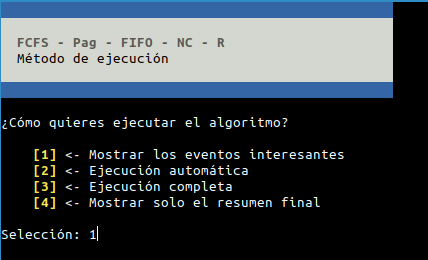 FCFS - Pag - FIFO - NC - R
Método de ejecución
¿Cómo quieres ejecutar el algoritmo?
[1] <- Mostrar los eventos interesantes
[2] <- Ejecución automática
[3] <- Ejecución completa
[4] <- Mostrar solo el resumen final
Selección: 1